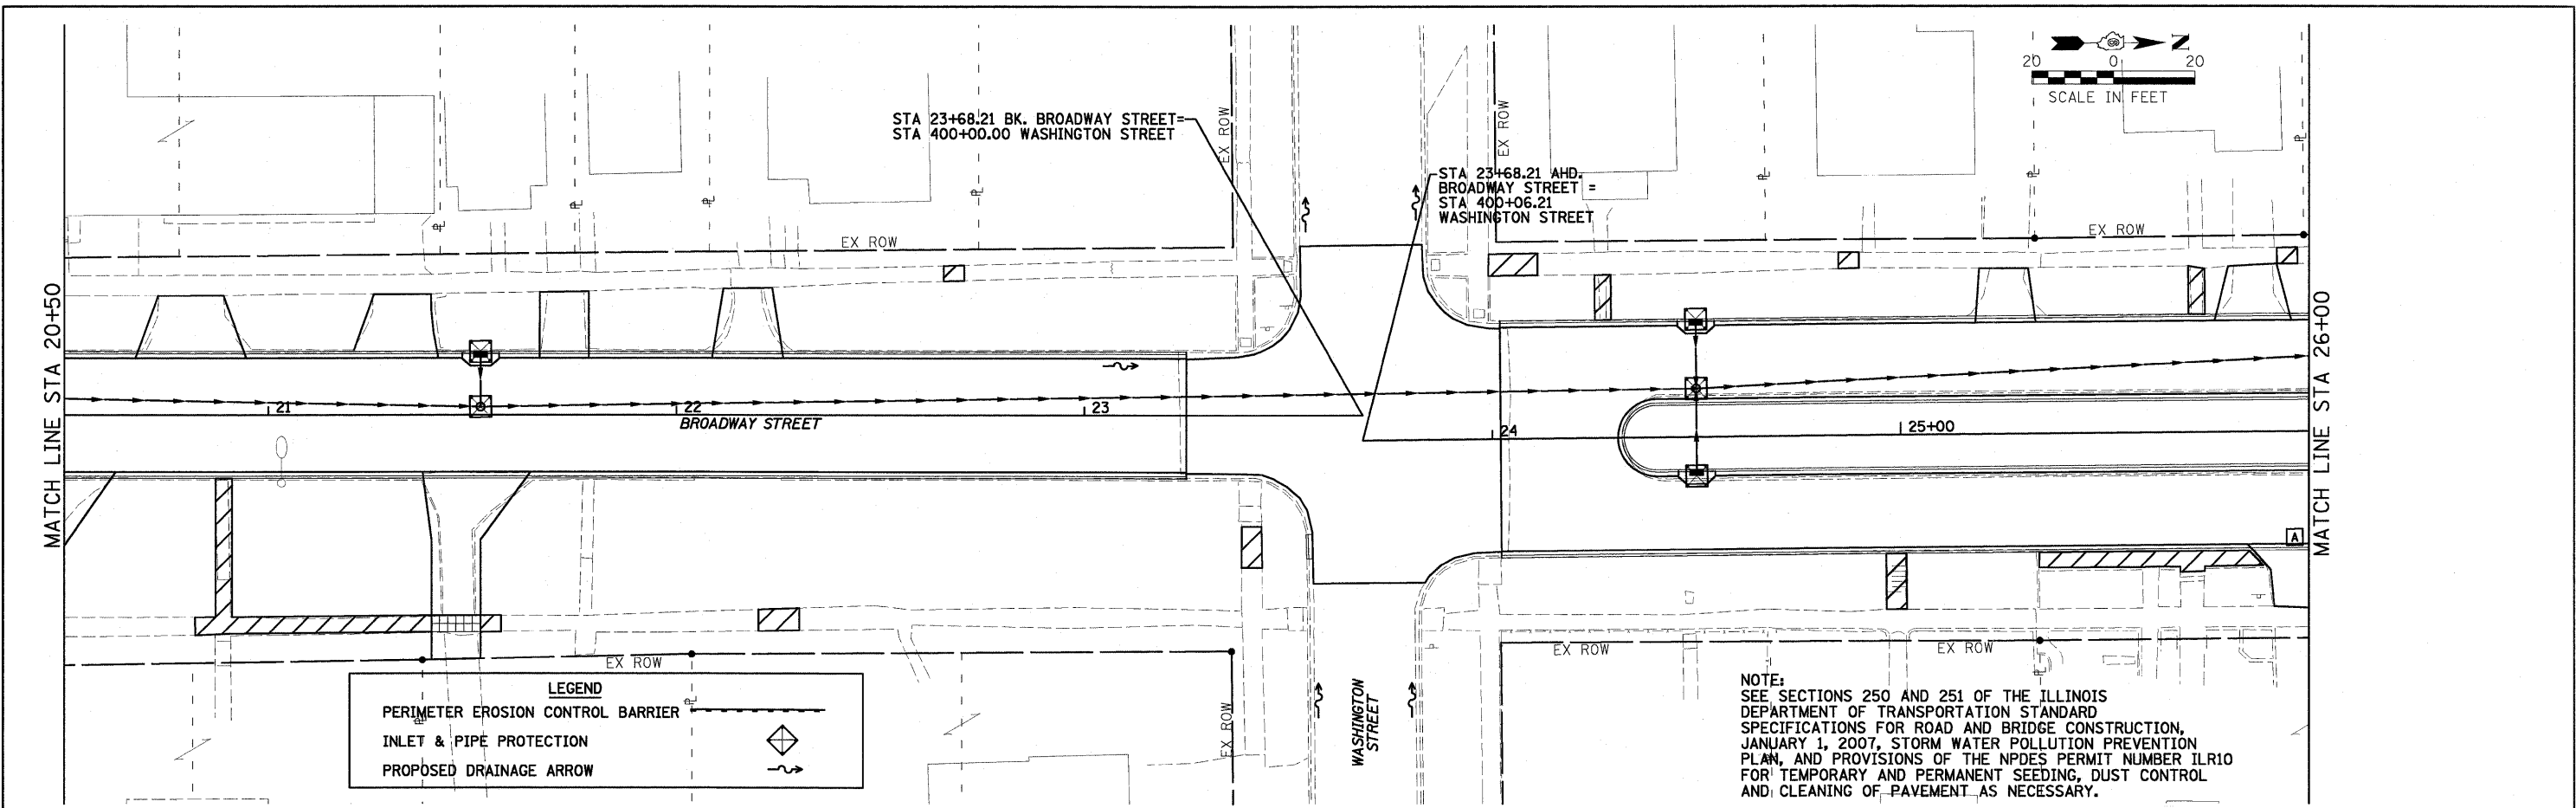 20 0 20
SCALE IN FEET
N
STA 23+68.21 BK. BROADWAY STREET=
STA 400+00.00 WASHINGTON STREET
EX ROW
EX ROW
STA 23+68.21 AHD.
BROADWAY STREET =
STA 400+06.21
WASHINGTON STREET
EX ROW
EX ROW
MATCH LINE STA 20+50
MATCH LINE STA 26+00
21
22
23
24
25+00
BROADWAY STREET
A
EX ROW
EX ROW
EX ROW
EX ROW
WASHINGTON
STREET
LEGEND
PERIMETER EROSION CONTROL BARRIER
INLET & PIPE PROTECTION
PROPOSED DRAINAGE ARROW
NOTE:
SEE SECTIONS 250 AND 251 OF THE ILLINOIS
DEPARTMENT OF TRANSPORTATION STANDARD
SPECIFICATIONS FOR ROAD AND BRIDGE CONSTRUCTION,
JANUARY 1, 2007, STORM WATER POLLUTION PREVENTION
PLAN, AND PROVISIONS OF THE NPDES PERMIT NUMBER ILR10
FOR TEMPORARY AND PERMANENT SEEDING, DUST CONTROL
AND CLEANING OF PAVEMENT AS NECESSARY.